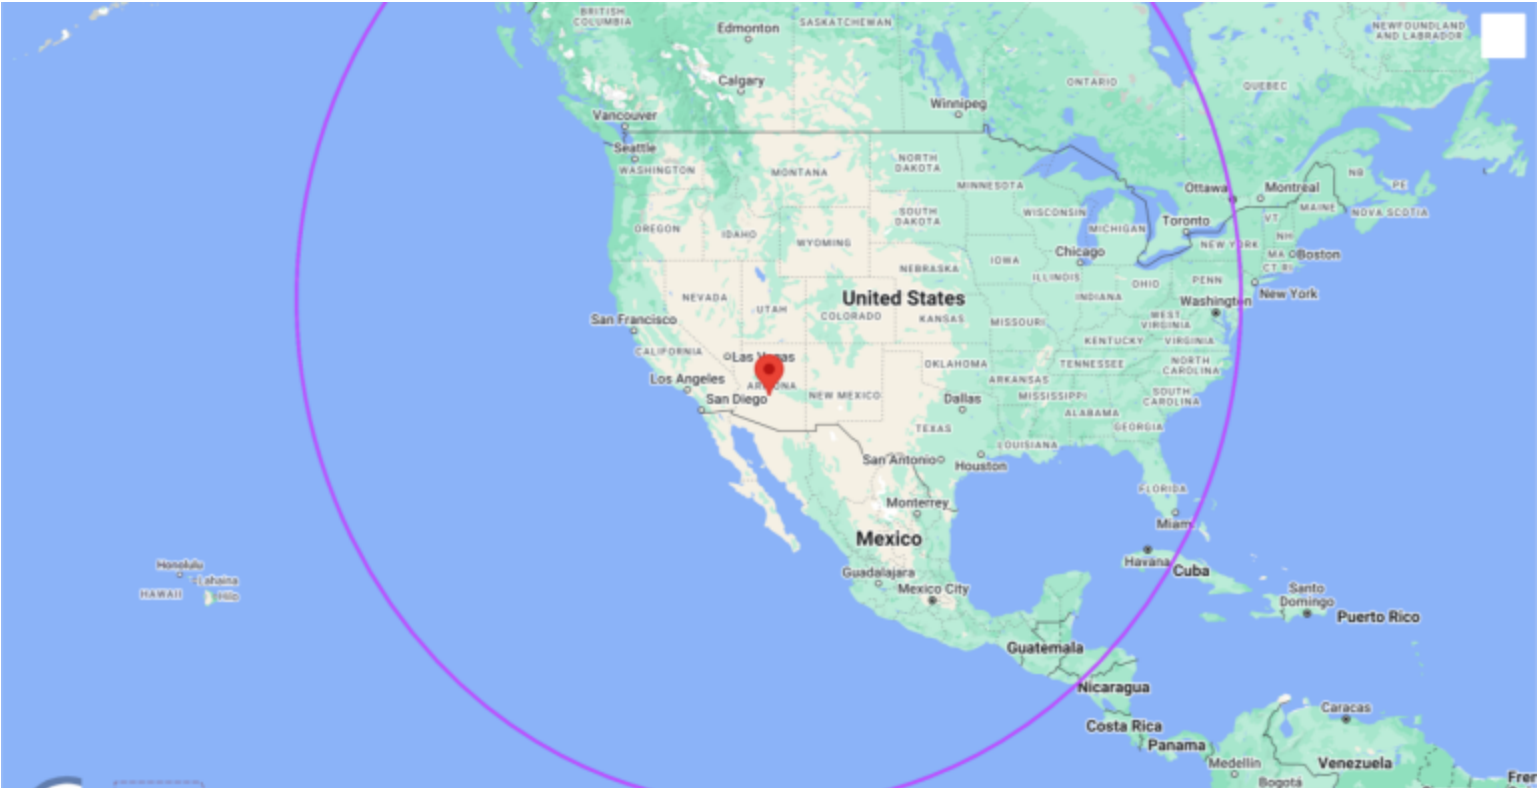 BRITISH
COLUMBIA
Edmonton
SASKATCHEWAN
NEWFOUNDLAND
AND LABRADOR
Calgary
ONTARIO
QUEBEC
Vancouver
Winnipeg
Seattle
WASHINGTON
MONTANA
NORTH
DAKOTA
MINNESOTA
Ottawa
Montreal
NB
PE
MAINE
NOVA SCOTIA
OREGON
IDAHO
WYOMING
SOUTH
DAKOTA
WISCONSIN
MICHIGAN
Toronto
VT
NH
NEW YORK
MA
Boston
CT RI
Chicago
IOWA
NEBRASKA
ILLINOIS
INDIANA
OHIO
PENN
New York
NEVADA
UTAH
COLORADO
United States
KANSAS
MISSOURI
Washington
WEST
VIRGINIA
KENTUCKY
VIRGINIA
San Francisco
CALIFORNIA
Las Vegas
OKLAHOMA
TENNESSEE
NORTH
CAROLINA
Los Angeles
ARIZONA
NEW MEXICO
ARKANSAS
MISSISSIPPI
SOUTH
CAROLINA
San Diego
Dallas
ALABAMA
GEORGIA
TEXAS
LOUISIANA
San Antonio
Houston
FLORIDA
Monterrey
Miami
Mexico
Havana
Cuba
Honolulu
Lahaina
HAWAII
Hilo
Guadalajara
Mexico City
Santo
Domingo
Puerto Rico
Guatemala
Nicaragua
Costa Rica
Panama
Caracas
Medellín
Venezuela
Bogotá
Fren